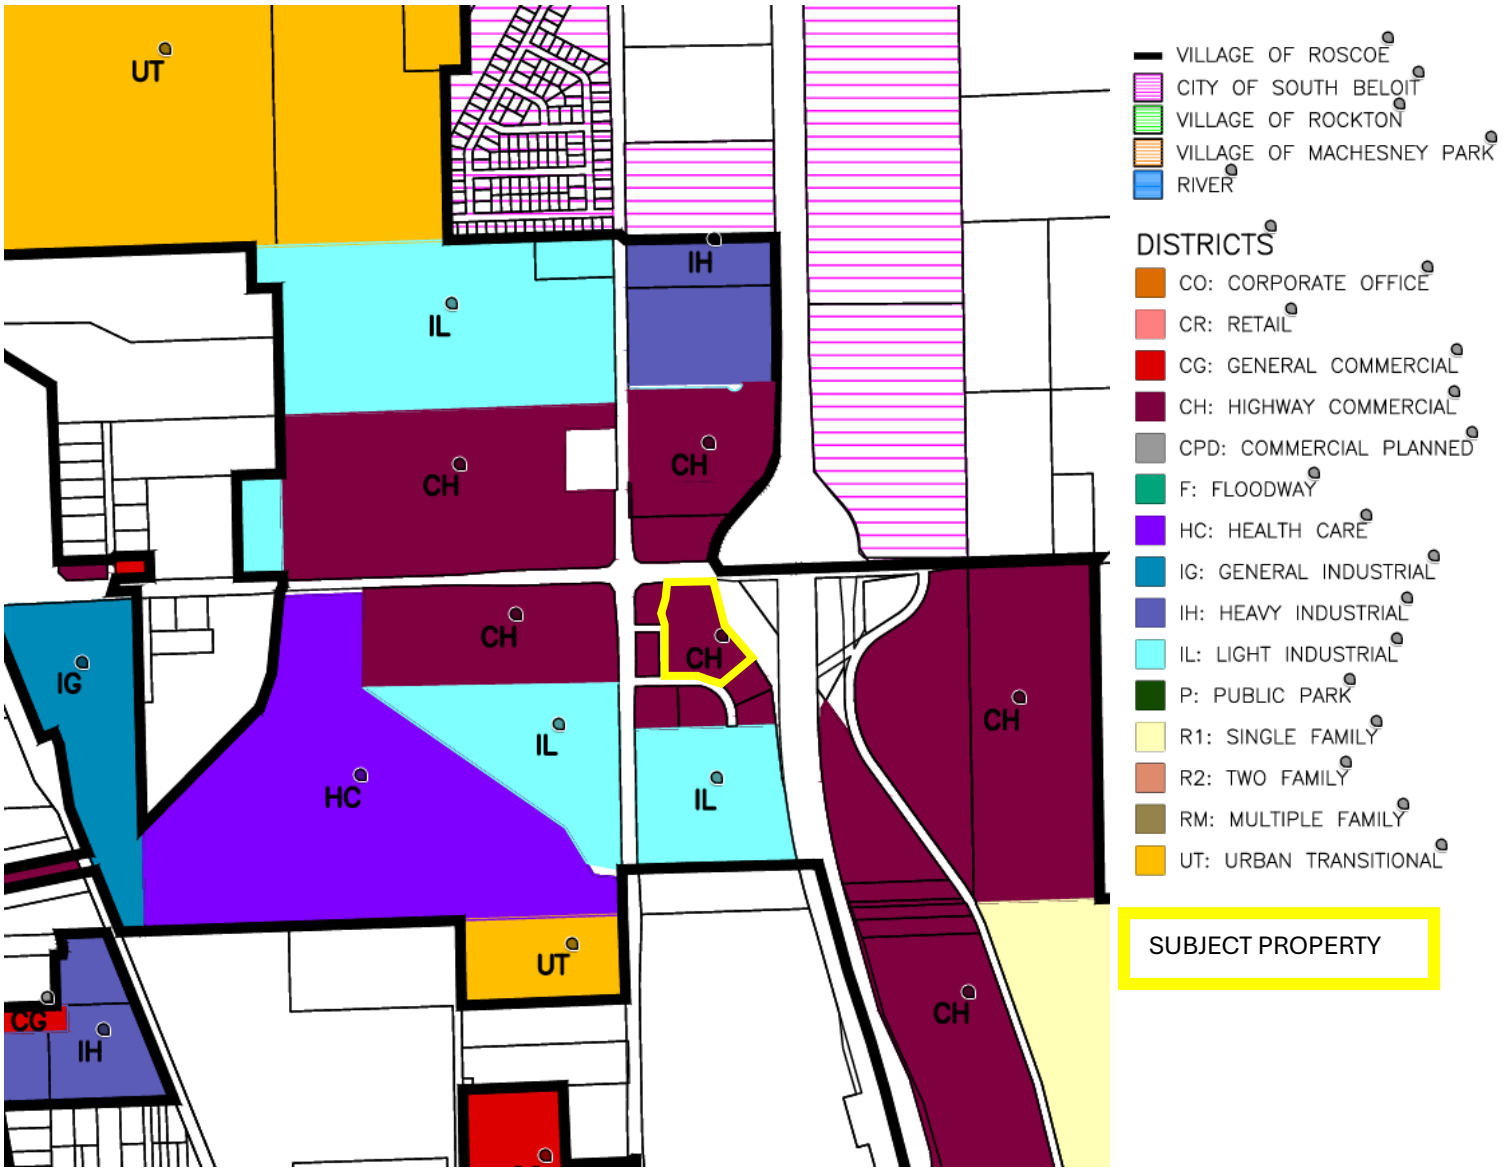 UT
IH
IL
CH
CH
CH
CH
IG
CH
IL
HC
IL
UT
CH
CG
IH
VILLAGE OF ROSCOE
CITY OF SOUTH BELOIT
VILLAGE OF ROCKTON
VILLAGE OF MACHESNEY PARK
RIVER
DISTRICTS
CO: CORPORATE OFFICE
CR: RETAIL
CG: GENERAL COMMERCIAL
CH: HIGHWAY COMMERCIAL
CPD: COMMERCIAL PLANNED
F: FLOODWAY
HC: HEALTH CARE
IG: GENERAL INDUSTRIAL
IH: HEAVY INDUSTRIAL
IL: LIGHT INDUSTRIAL
P: PUBLIC PARK
R1: SINGLE FAMILY
R2: TWO FAMILY
RM: MULTIPLE FAMILY
UT: URBAN TRANSITIONAL
SUBJECT PROPERTY